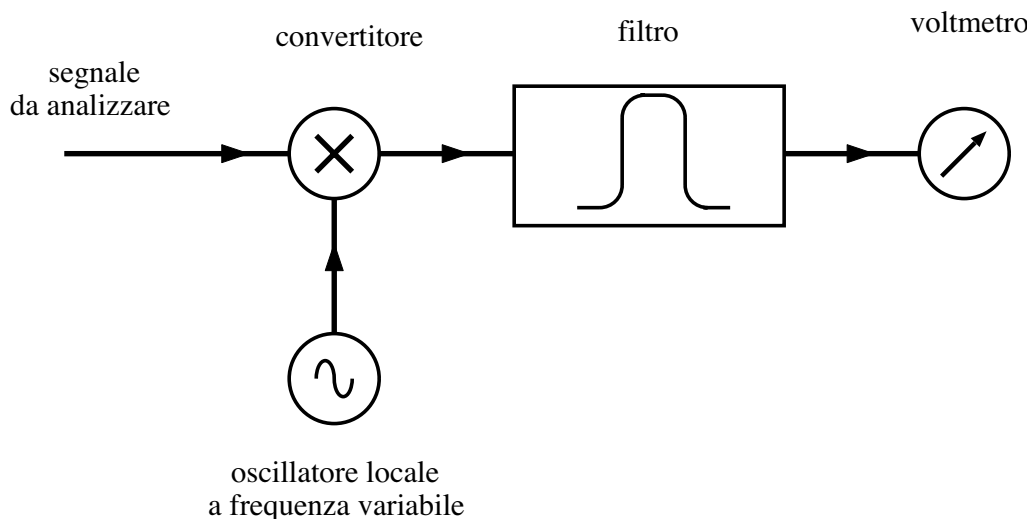 convertitore
filtro
voltmetro
segnale
da analizzare
oscillatore locale
a frequenza variabile